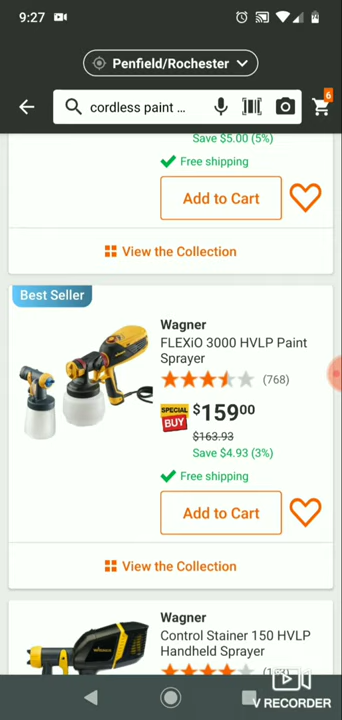 9:27
Penfield/Rochester
cordless paint ...
6
Save $5.00 (5%)
Free shipping
Add to Cart
View the Collection
Best Seller
Wagner
FLEXiO 3000 HVLP Paint
Sprayer
(768)
SPECIAL
BUY
$159.00
$163.93
Save $4.93 (3%)
Free shipping
Add to Cart
View the Collection
Wagner
Control Stainer 150 HVLP
Handheld Sprayer
V RECORDER